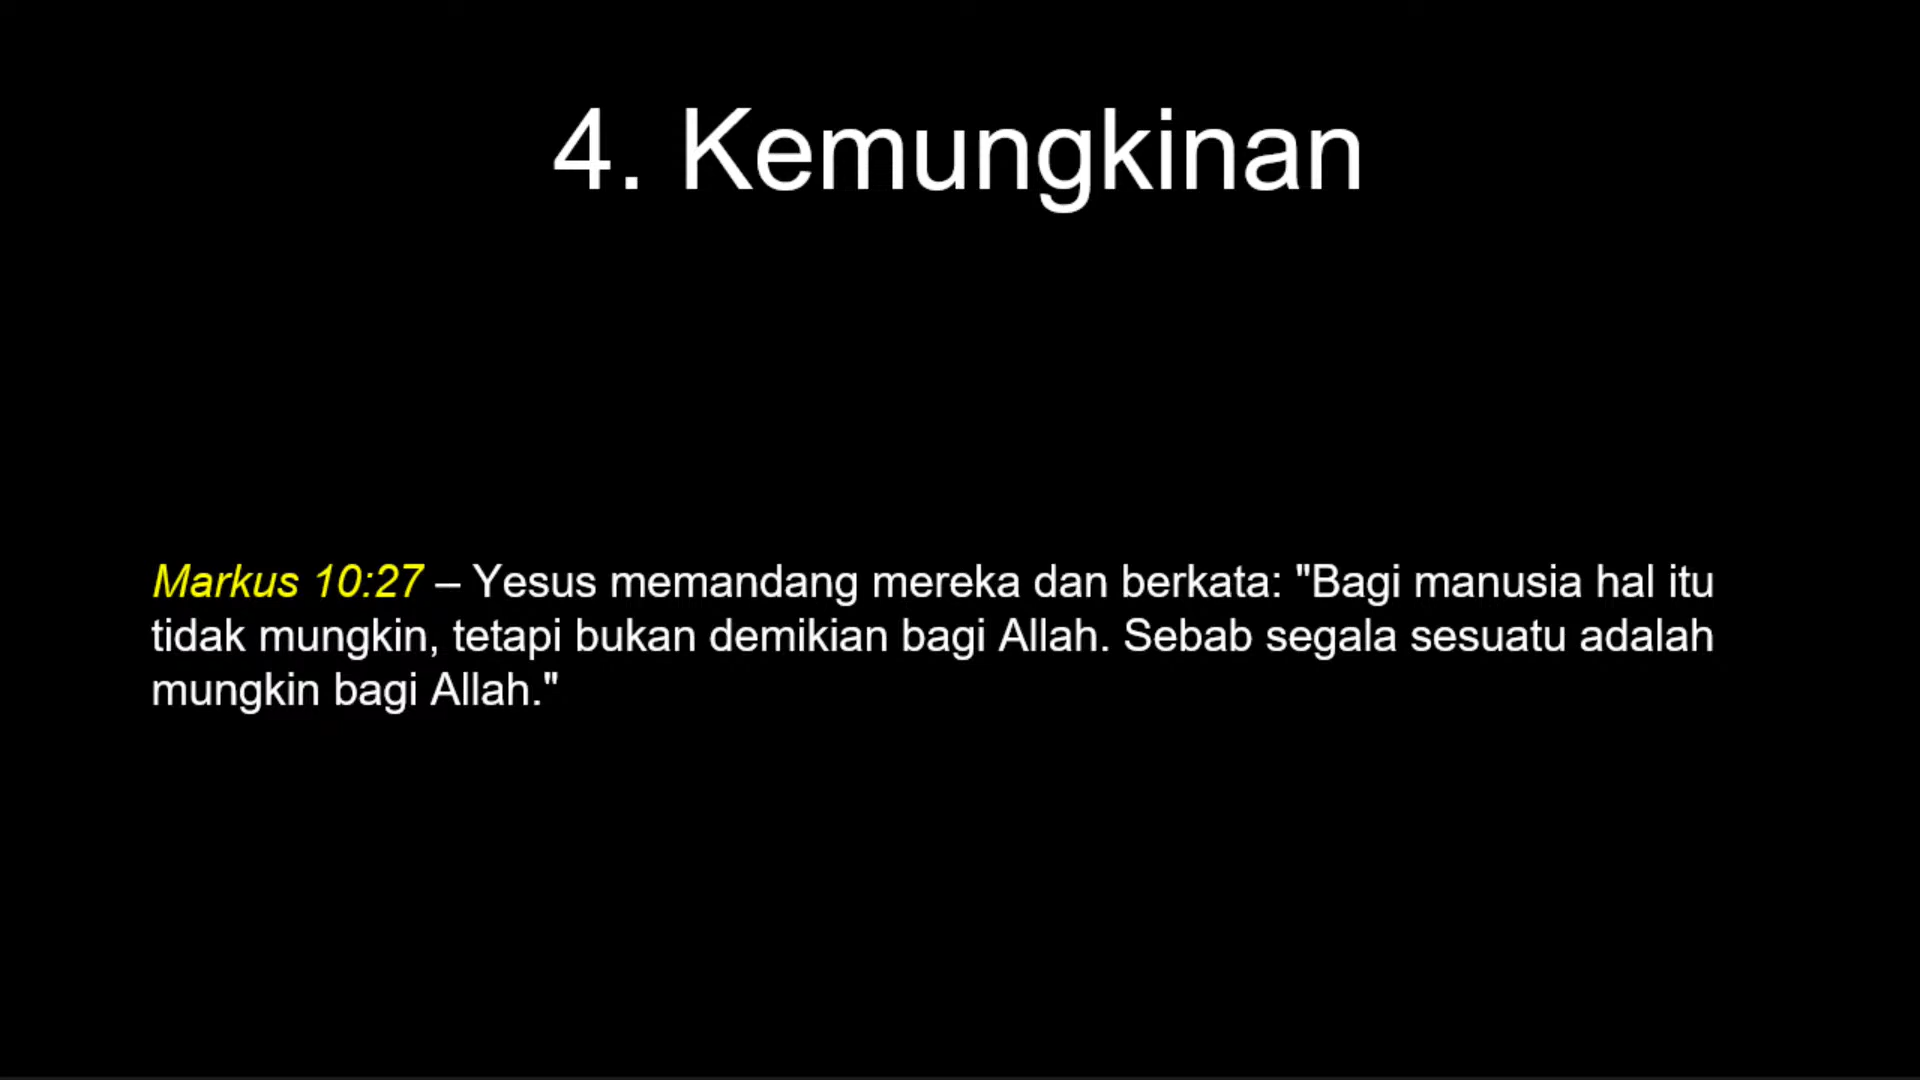 4. Kemungkinan
Markus 10:27 – Yesus memandang mereka dan berkata: "Bagi manusia hal itu
tidak mungkin, tetapi bukan demikian bagi Allah. Sebab segala sesuatu adalah
mungkin bagi Allah."